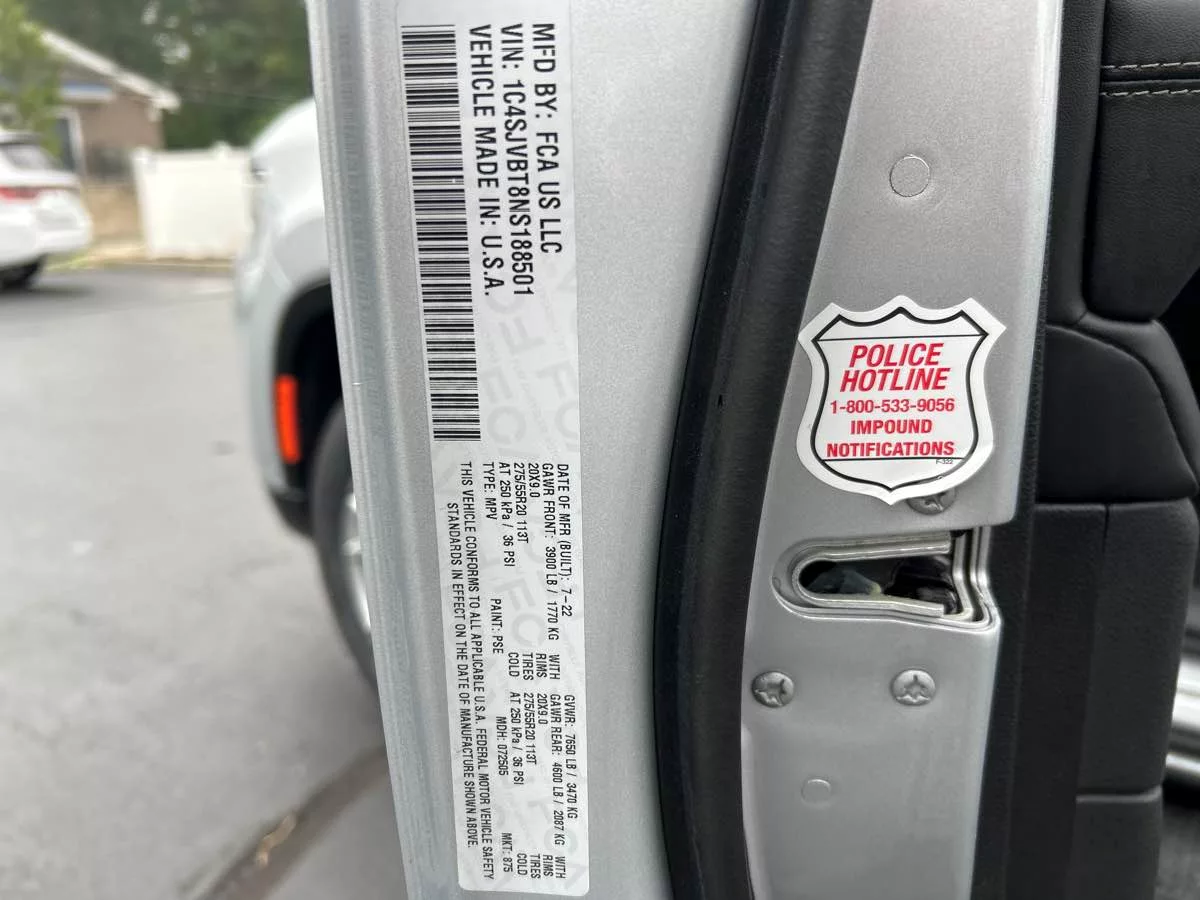 MFD BY: FCA US LLC
VIN: 1C4SJVBT8NS188501
VEHICLE MADE IN: U.S.A.
DATE OF MFR (BUILT): 7-22 GVWR: 7650 LB / 3470 KG
GAWR FRONT: 3900 LB / 1770 KG WITH GAWR REAR: 4600 LB / 2087 KG WITH
20X9.0 RIMS 20X9.0 RIMS
275/55R20 113T TIRES 275/55R20 113T TIRES
AT 250 kPa / 36 PSI COLD AT 250 kPa / 36 PSI COLD
TYPE: MPV PAINT: PSE MDH: 072505 MKT: 875
THIS VEHICLE CONFORMS TO ALL APPLICABLE U.S.A. FEDERAL MOTOR VEHICLE SAFETY
STANDARDS IN EFFECT ON THE DATE OF MANUFACTURE SHOWN ABOVE.
POLICE
HOTLINE
1-800-533-9056
IMPOUND
NOTIFICATIONS
F-332